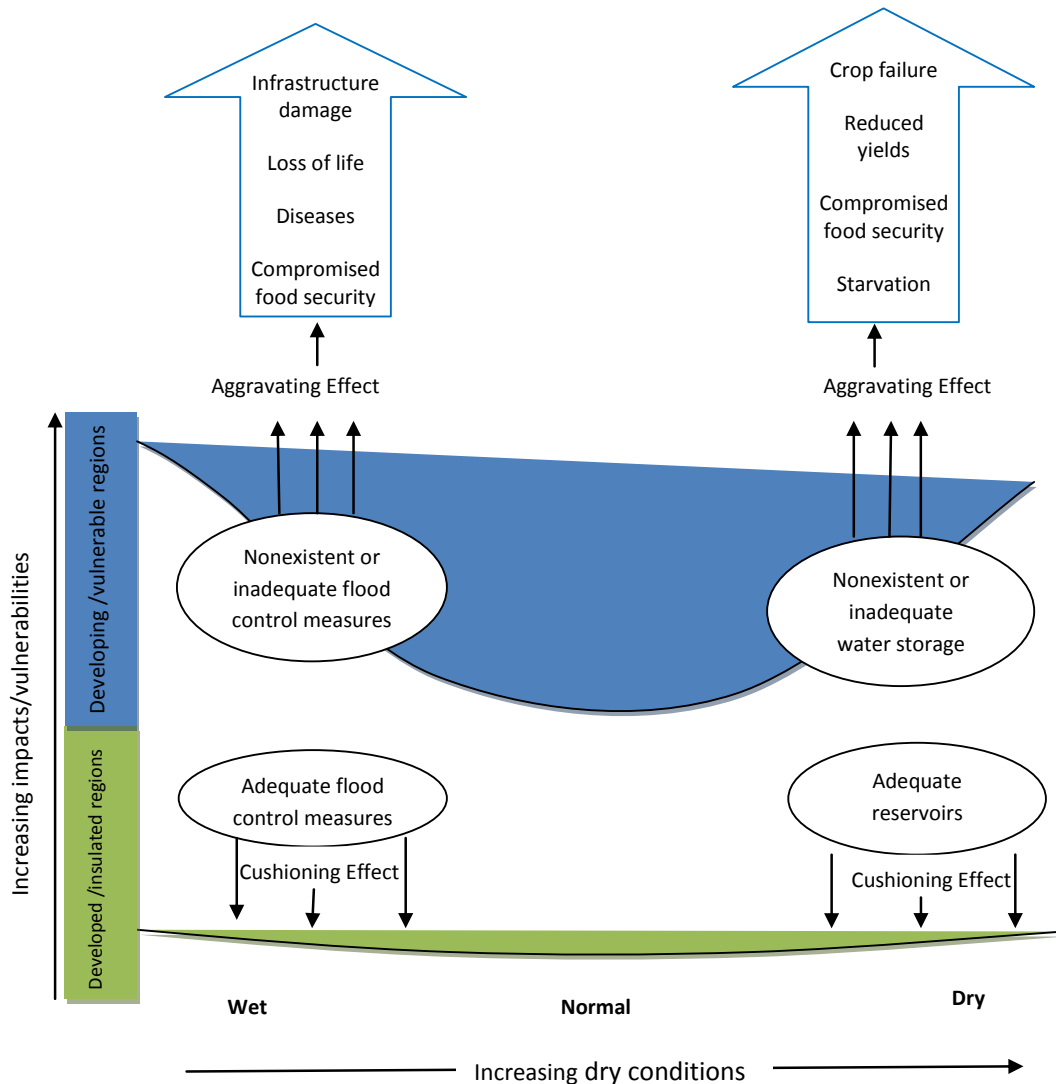 Infrastructure
damage
Loss of life
Diseases
Compromised
food security
Crop failure
Reduced
yields
Compromised
food security
Starvation
Aggravating Effect
Aggravating Effect
Increasing impacts/vulnerabilities
Developing /vulnerable regions
Nonexistent or
inadequate flood
control measures
Nonexistent or
inadequate
water storage
Developed /insulated regions
Adequate flood
control measures
Cushioning Effect
Adequate
reservoirs
Cushioning Effect
Wet
Normal
Dry
Increasing dry conditions